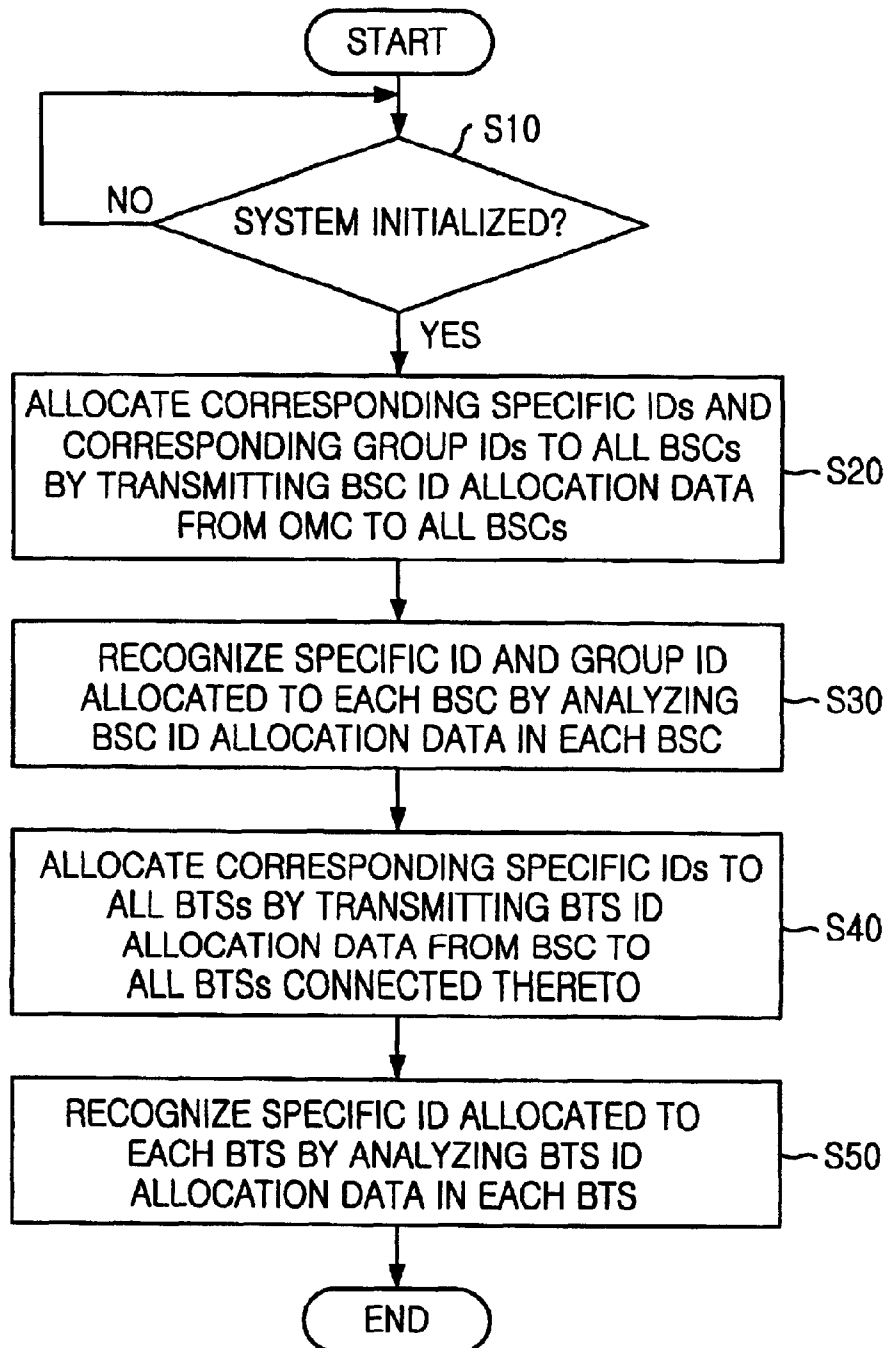 START
S10
NO
SYSTEM INITIALIZED?
YES
ALLOCATE CORRESPONDING SPECIFIC IDs AND
CORRESPONDING GROUP IDs TO ALL BSCs
BY TRANSMITTING BSC ID ALLOCATION DATA
FROM OMC TO ALL BSCs
S20
RECOGNIZE SPECIFIC ID AND GROUP ID
ALLOCATED TO EACH BSC BY ANALYZING
BSC ID ALLOCATION DATA IN EACH BSC
S30
ALLOCATE CORRESPONDING SPECIFIC IDs TO
ALL BTSs BY TRANSMITTING BTS ID
ALLOCATION DATA FROM BSC TO
ALL BTSs CONNECTED THERETO
S40
RECOGNIZE SPECIFIC ID ALLOCATED TO
EACH BTS BY ANALYZING BTS ID
ALLOCATION DATA IN EACH BTS
S50
END